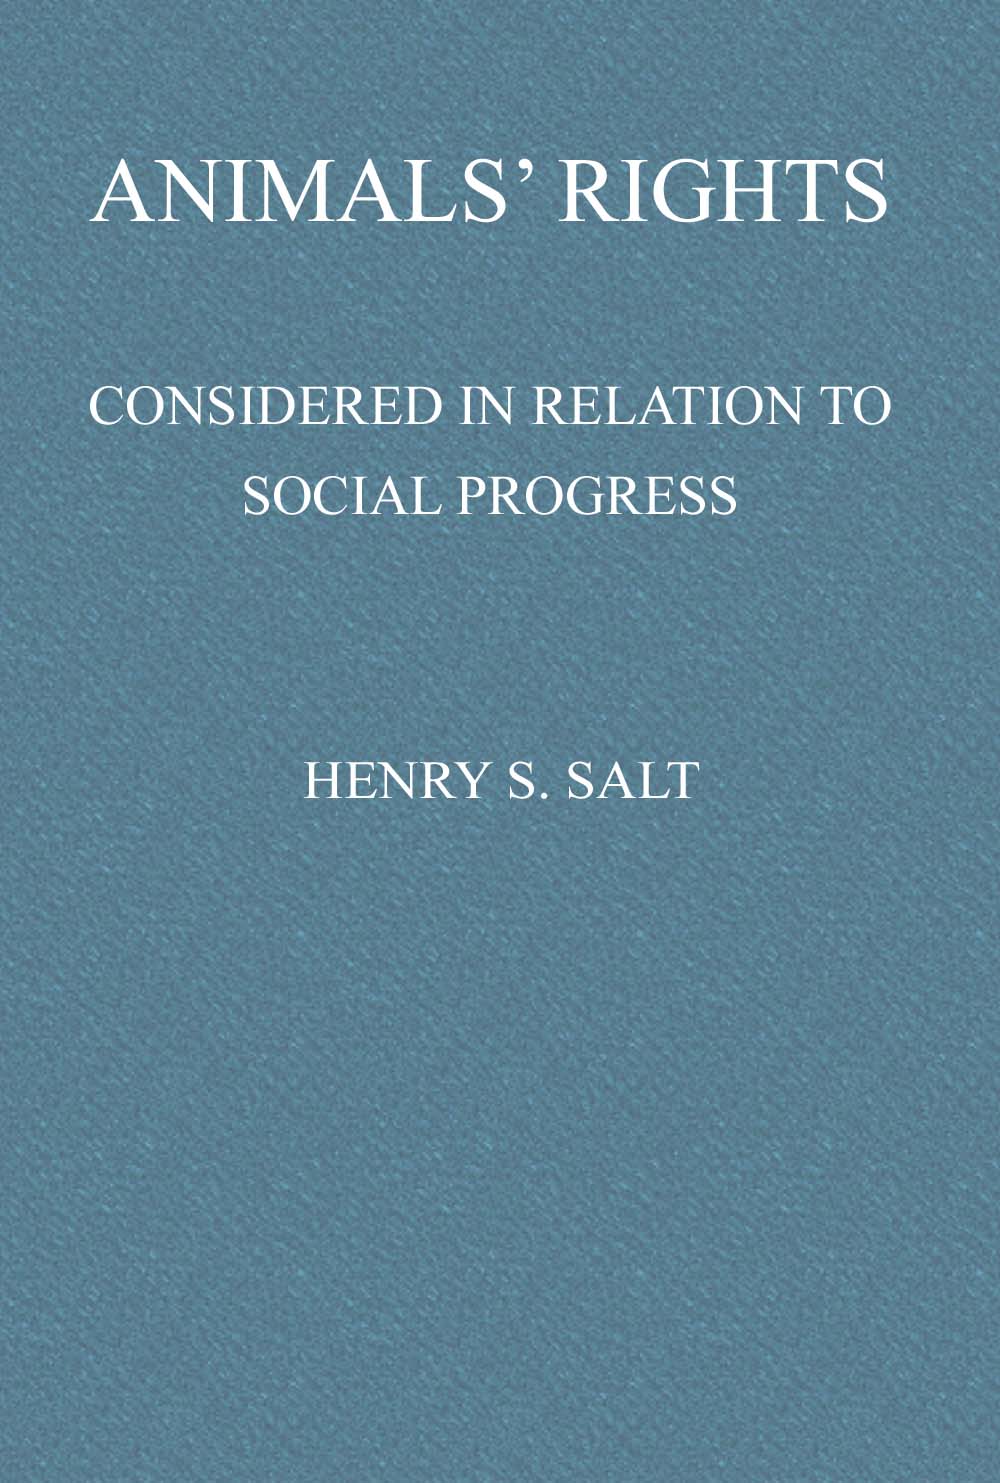 ANIMALS’ RIGHTS
CONSIDERED IN RELATION TO
SOCIAL PROGRESS
HENRY S. SALT